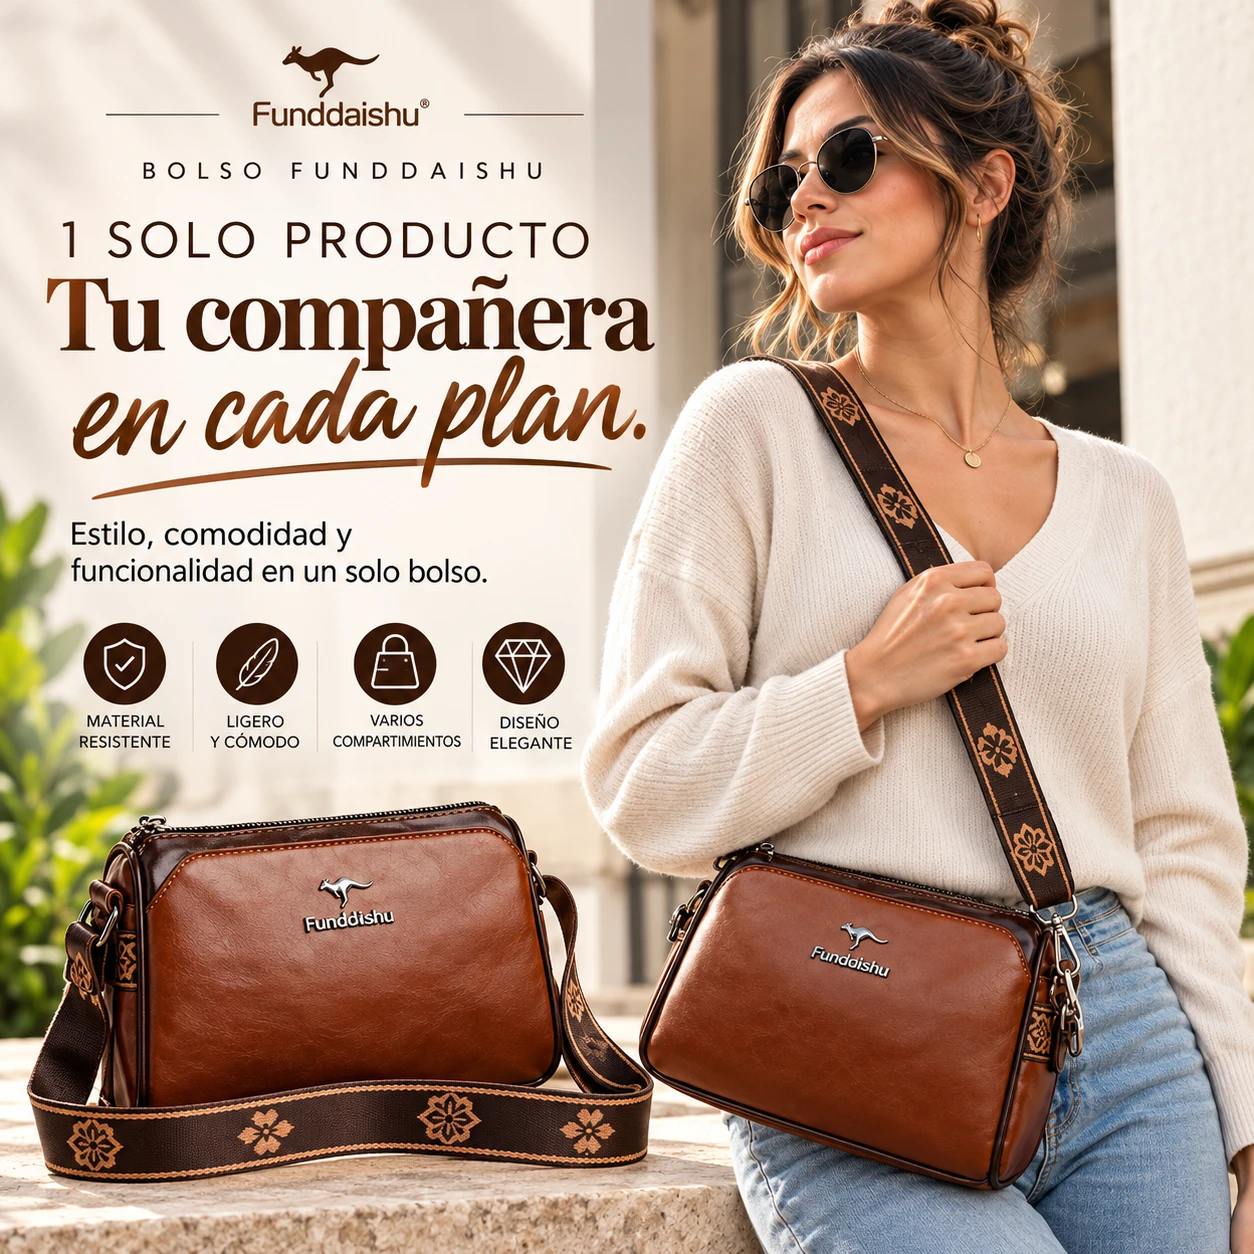 Funddaishu®
BOLSO FUNDDAISHU
1 SOLO PRODUCTO
Tu compañera
en cada plan.
Estilo, comodidad y
funcionalidad en un solo bolso.
MATERIAL
RESISTENTE
LIGERO
Y CÓMODO
VARIOS
COMPARTIMIENTOS
DISEÑO
ELEGANTE
Funddishu
Funddaishu